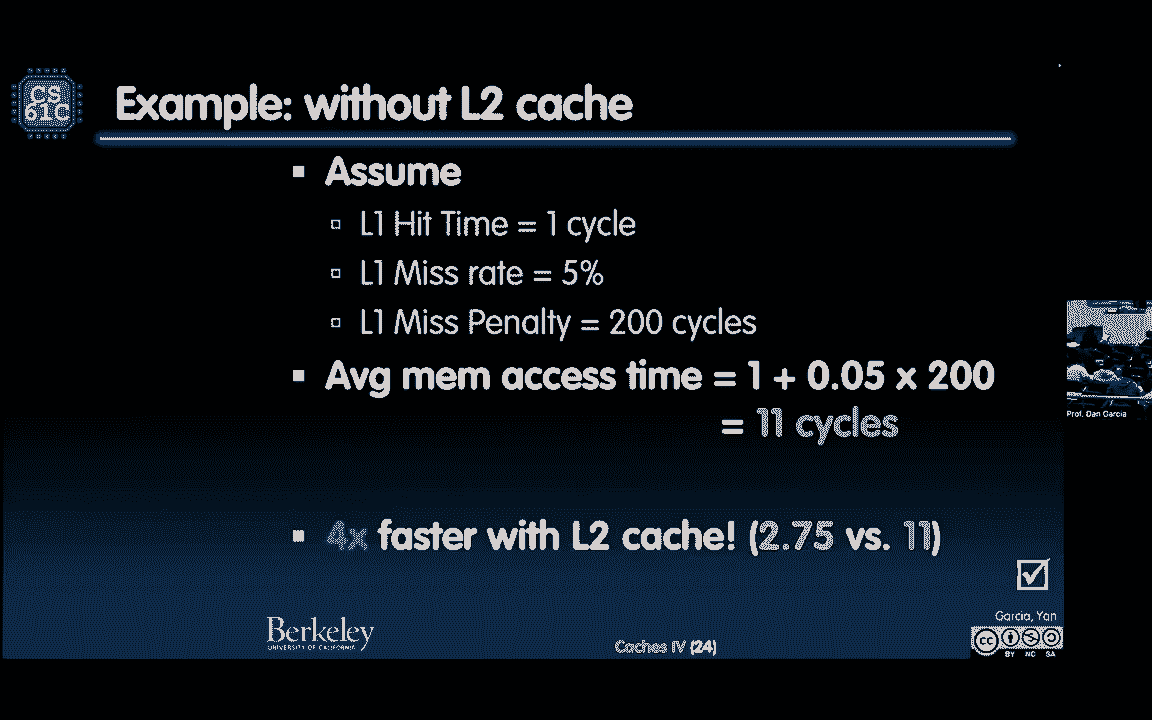 CS
61C
Example: without L2 cache
Assume
L1 Hit Time = 1 cycle
L1 Miss rate = 5%
L1 Miss Penalty = 200 cycles
Avg mem access time = 1 + 0.05 x 200
= 11 cycles
Prof. Dan Garcia
4x faster with L2 cache! (2.75 vs. 11)
Garcia, Yan
Berkeley
UNIVERSITY OF CALIFORNIA
Caches IV (24)
cc
BY NC SA